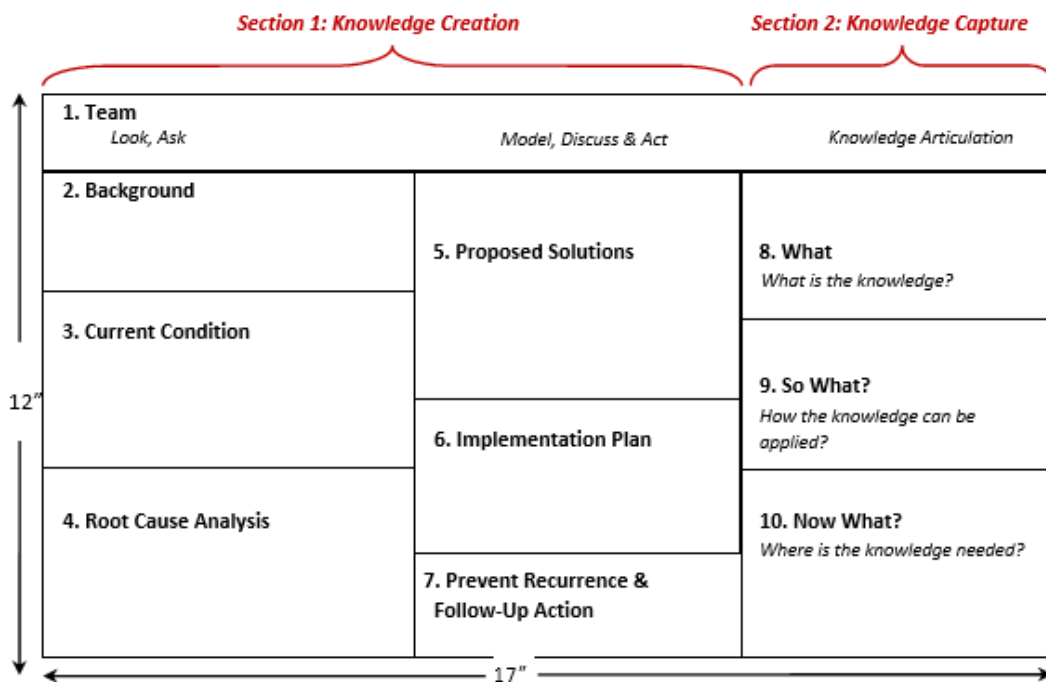 Section 1: Knowledge Creation
Section 2: Knowledge Capture
1. Team
Look, Ask
Model, Discuss & Act
Knowledge Articulation
2. Background
3. Current Condition
4. Root Cause Analysis
5. Proposed Solutions
6. Implementation Plan
7. Prevent Recurrence &
Follow-Up Action
8. What
What is the knowledge?
9. So What?
How the knowledge can be
applied?
10. Now What?
Where is the knowledge needed?
12”
17”